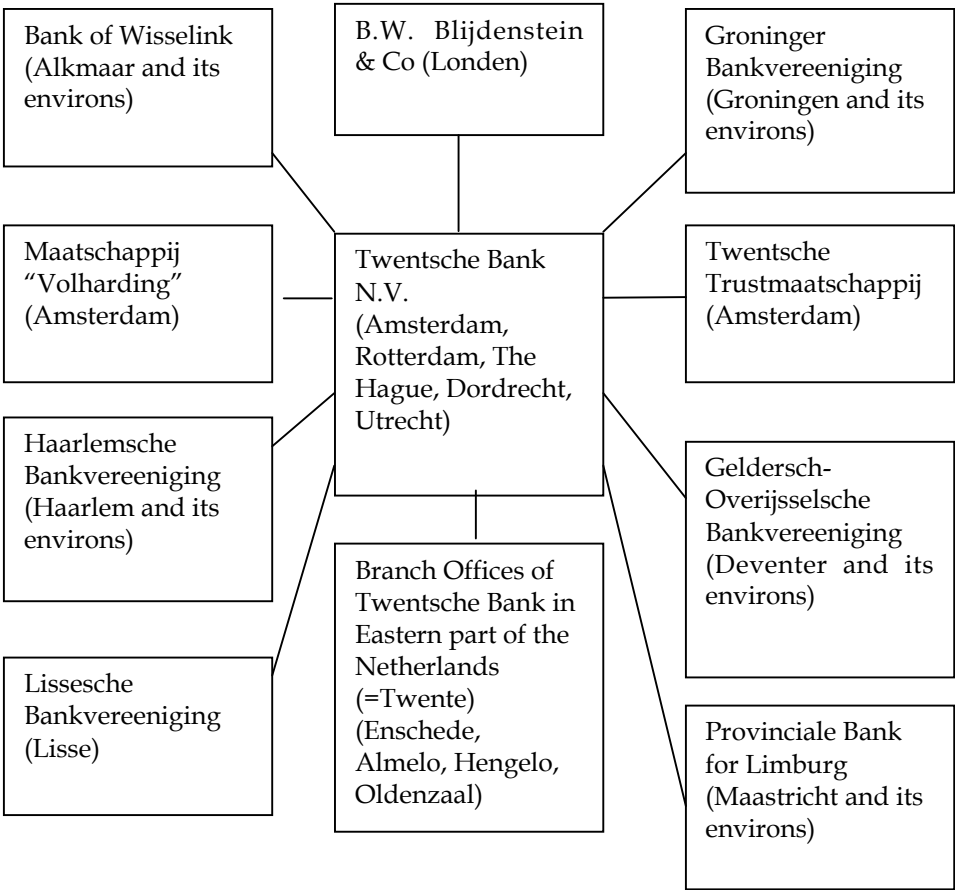 Bank of Wisselink
(Alkmaar and its
environs)
B.W. Blijdenstein
& Co (Londen)
Groninger
Bankvereeniging
(Groningen and its
environs)
Maatschappij
“Volharding”
(Amsterdam)
Twentsche Bank
N.V.
(Amsterdam,
Rotterdam, The
Hague, Dordrecht,
Utrecht)
Twentsche
Trustmaatschappij
(Amsterdam)
Haarlemsche
Bankvereeniging
(Haarlem and its
environs)
Geldersch-
Overijsselsche
Bankvereeniging
(Deventer and its
environs)
Branch Offices of
Twentsche Bank in
Eastern part of the
Netherlands
(=Twente)
(Enschede,
Almelo, Hengelo,
Oldenzaal)
Lissesche
Bankvereeniging
(Lisse)
Provinciale Bank
for Limburg
(Maastricht and its
environs)